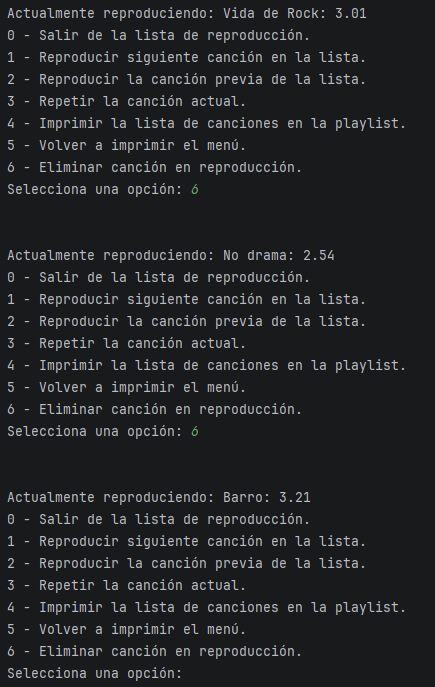 Actualmente reproduciendo: Vida de Rock: 3.01
0 - Salir de la lista de reproducción.
1 - Reproducir siguiente canción en la lista.
2 - Reproducir la canción previa de la lista.
3 - Repetir la canción actual.
4 - Imprimir la lista de canciones en la playlist.
5 - Volver a imprimir el menú.
6 - Eliminar canción en reproducción.
Selecciona una opción: 6
Actualmente reproduciendo: No drama: 2.54
0 - Salir de la lista de reproducción.
1 - Reproducir siguiente canción en la lista.
2 - Reproducir la canción previa de la lista.
3 - Repetir la canción actual.
4 - Imprimir la lista de canciones en la playlist.
5 - Volver a imprimir el menú.
6 - Eliminar canción en reproducción.
Selecciona una opción: 6
Actualmente reproduciendo: Barro: 3.21
0 - Salir de la lista de reproducción.
1 - Reproducir siguiente canción en la lista.
2 - Reproducir la canción previa de la lista.
3 - Repetir la canción actual.
4 - Imprimir la lista de canciones en la playlist.
5 - Volver a imprimir el menú.
6 - Eliminar canción en reproducción.
Selecciona una opción: